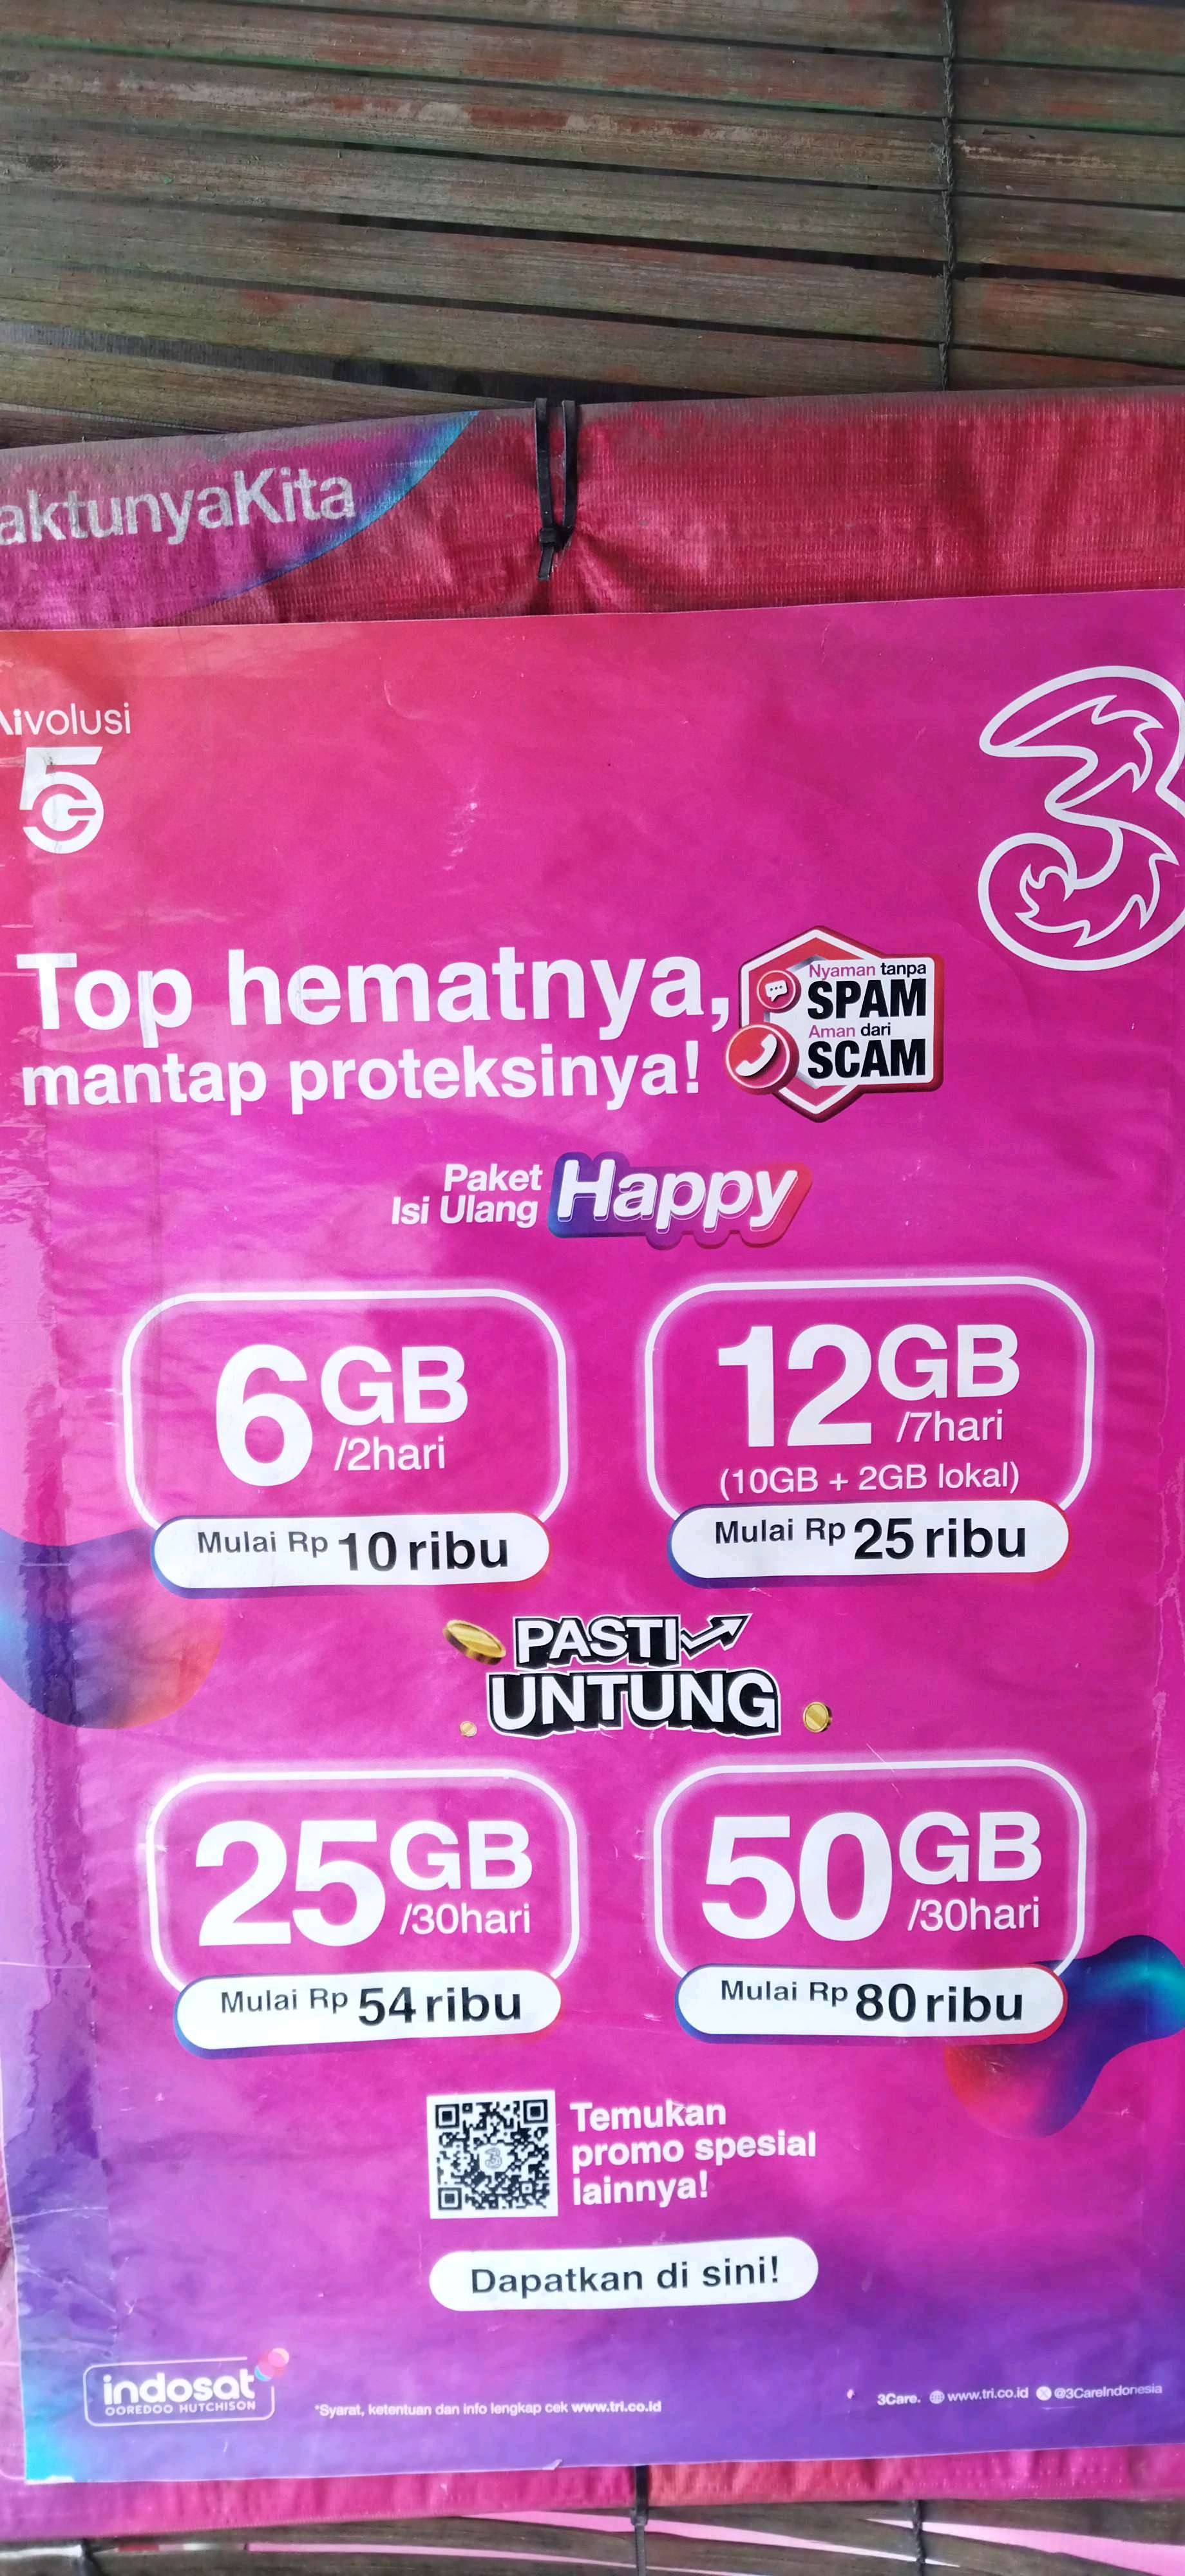 aktunyaKita
Aivolusi
5G
3
Top hematnya,
mantap proteksinya!
Nyaman tanpa
SPAM
Aman dari
SCAM
Paket
Isi Ulang
Happy
6GB
/2hari
Mulai Rp 10 ribu
12GB
/7hari
(10GB + 2GB lokal)
Mulai Rp 25 ribu
PASTI
UNTUNG
25GB
/30hari
Mulai Rp 54 ribu
50GB
/30hari
Mulai Rp 80 ribu
Temukan
promo spesial
lainnya!
Dapatkan di sini!
indosat
OOREDOO HUTCHISON
*Syarat, ketentuan dan info lengkap cek www.tri.co.id
3Care. www.tri.co.id @3CareIndonesia